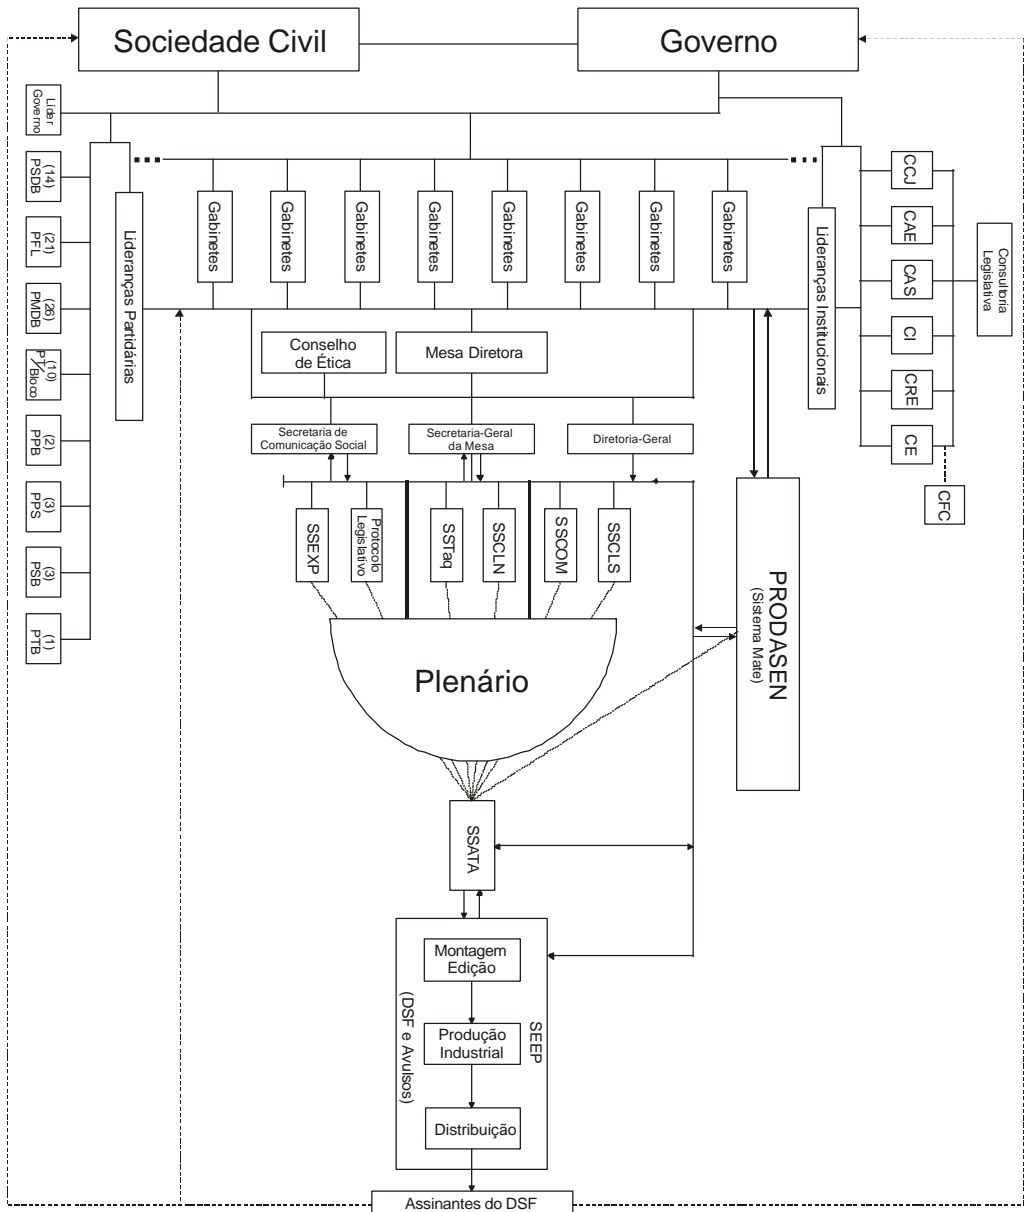 Sociedade Civil
Governo
Líder
Governo
(14)
PSDB
(21)
PFL
(26)
PMDB
(10)
PT/
Bloco
(2)
PPB
(3)
PPS
(3)
PSB
(1)
PTB
Lideranças Partidárias
Gabinetes
Gabinetes
Gabinetes
Gabinetes
Gabinetes
Gabinetes
Gabinetes
Gabinetes
Lideranças Institucionais
CCJ
CAE
CAS
CI
CRE
CE
CFC
Consultoria
Legislativa
Conselho
de Ética
Mesa Diretora
Secretaria de
Comunicação Social
Secretaria-Geral
da Mesa
Diretoria-Geral
SSEXP
Protocolo
Legislativo
SSTaq
SSCLN
SSCOM
SSCLS
PRODASEN
(Sistema Mate)
Plenário
SSATA
Montagem
Edição
Produção
Industrial
Distribuição
SEEP
(DSF e Avulsos)
Assinantes do DSF